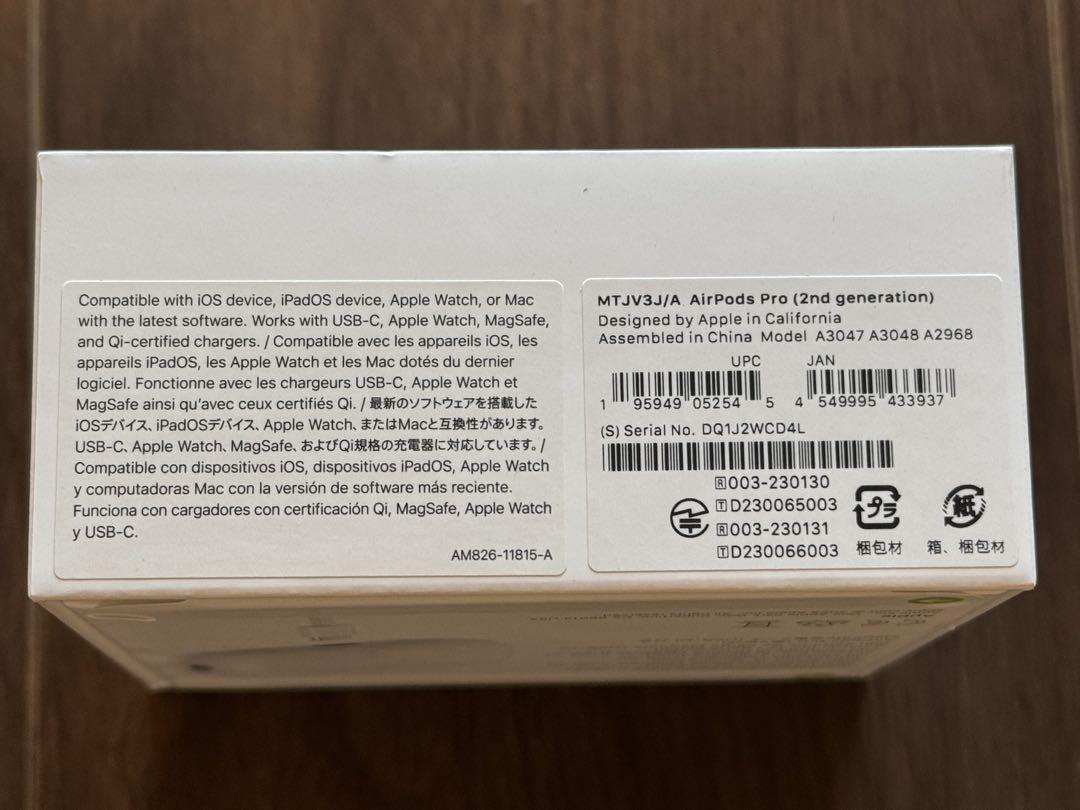 Compatible with iOS device, iPadOS device, Apple Watch, or Mac
with the latest software. Works with USB-C, Apple Watch, MagSafe,
and Qi-certified chargers. / Compatible avec les appareils iOS, les
appareils iPadOS, les Apple Watch et les Mac dotés du dernier
logiciel. Fonctionne avec les chargeurs USB-C, Apple Watch et
MagSafe ainsi qu'avec ceux certifiés Qi. / 最新のソフトウェアを搭載した
iOSデバイス、iPadOSデバイス、Apple Watch、またはMacと互換性があります。
USB-C、Apple Watch、MagSafe、およびQi規格の充電器に対応しています。/
Compatible con dispositivos iOS, dispositivos iPadOS, Apple Watch
y computadoras Mac con la versión de software más reciente.
Funciona con cargadores con certificación Qi, MagSafe, Apple Watch
y USB-C.
AM826-11815-A
MTJV3J/A AirPods Pro (2nd generation)
Designed by Apple in California
Assembled in China Model A3047 A3048 A2968
UPC JAN
1 95949 05254 5 4 549995 433937
(S) Serial No. DQ1J2WCD4L
R 003-230130
T D230065003
R 003-230131
T D230066003
プラ 紙
梱包材 箱、梱包材